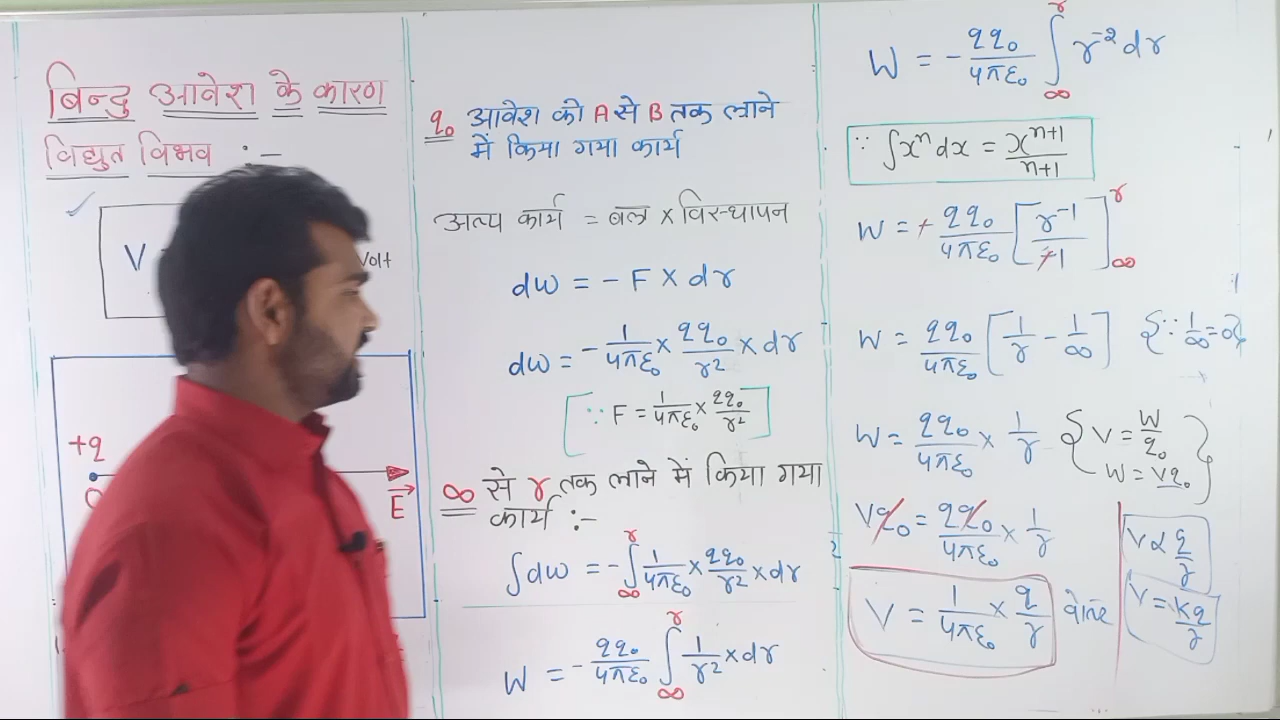 बिन्दु आवेश के कारण
विद्युत विभव :-
V
Volt
+q
E
q₀ आवेश को A से B तक लाने
में किया गया कार्य
अल्प कार्य = बल × विस्थापन
dw = - F × dr
dw = - 1/4πε₀ × qq₀/r² × dr
∵ F = 1/4πε₀ × qq₀/r²
∞ से r तक लाने में किया गया
कार्य :-
∫dw = - ∫_∞^r 1/4πε₀ × qq₀/r² × dr
W = - qq₀/4πε₀ ∫_∞^r 1/r² × dr
W = - qq₀/4πε₀ ∫_∞^r r⁻² dr
∵ ∫xⁿ dx = xⁿ⁺¹/n+1
W = - qq₀/4πε₀ [r⁻¹/-1]_∞^r
W = qq₀/4πε₀ [1/r - 1/∞] {∵ 1/∞ = 0}
W = qq₀/4πε₀ × 1/r { V = W/q₀
W = Vq₀ }
Vq₀ = qq₀/4πε₀ × 1/r
V = 1/4πε₀ × q/r वोल्ट
V ∝ q/r
V = Kq/r